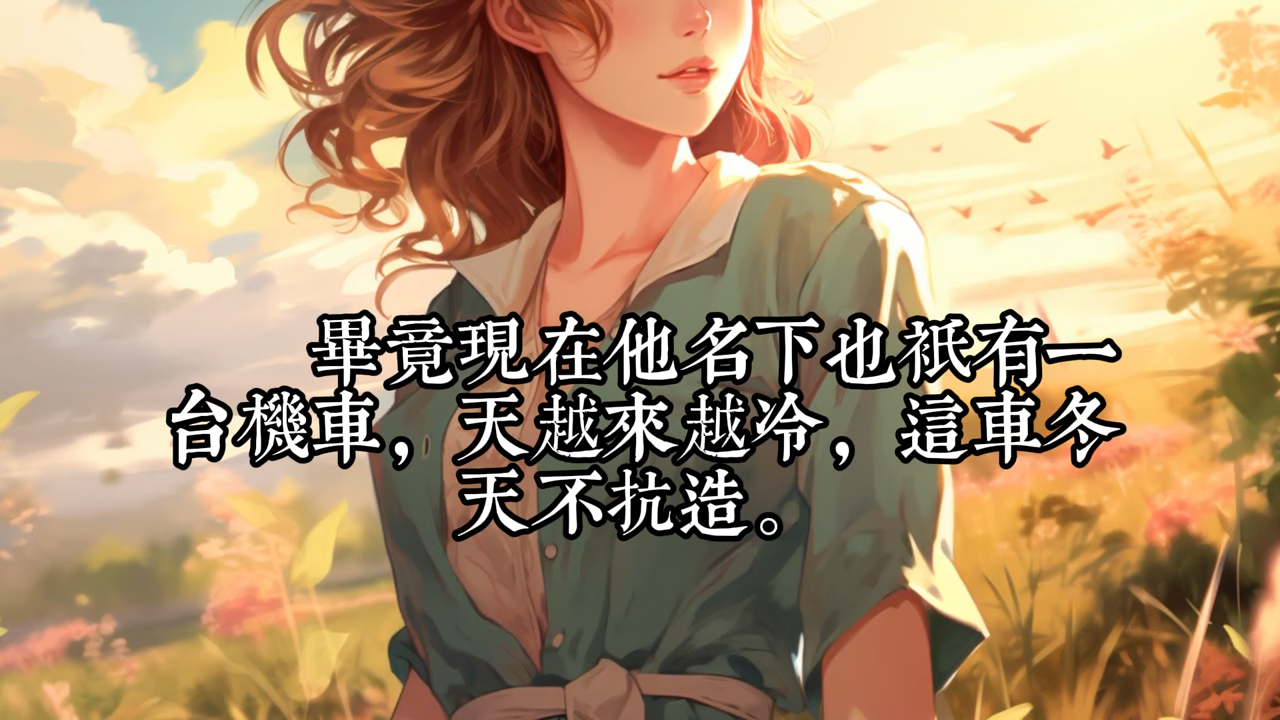 畢竟現在他名下也衹有一
台機車，天越來越冷，這車冬
天不抗造。